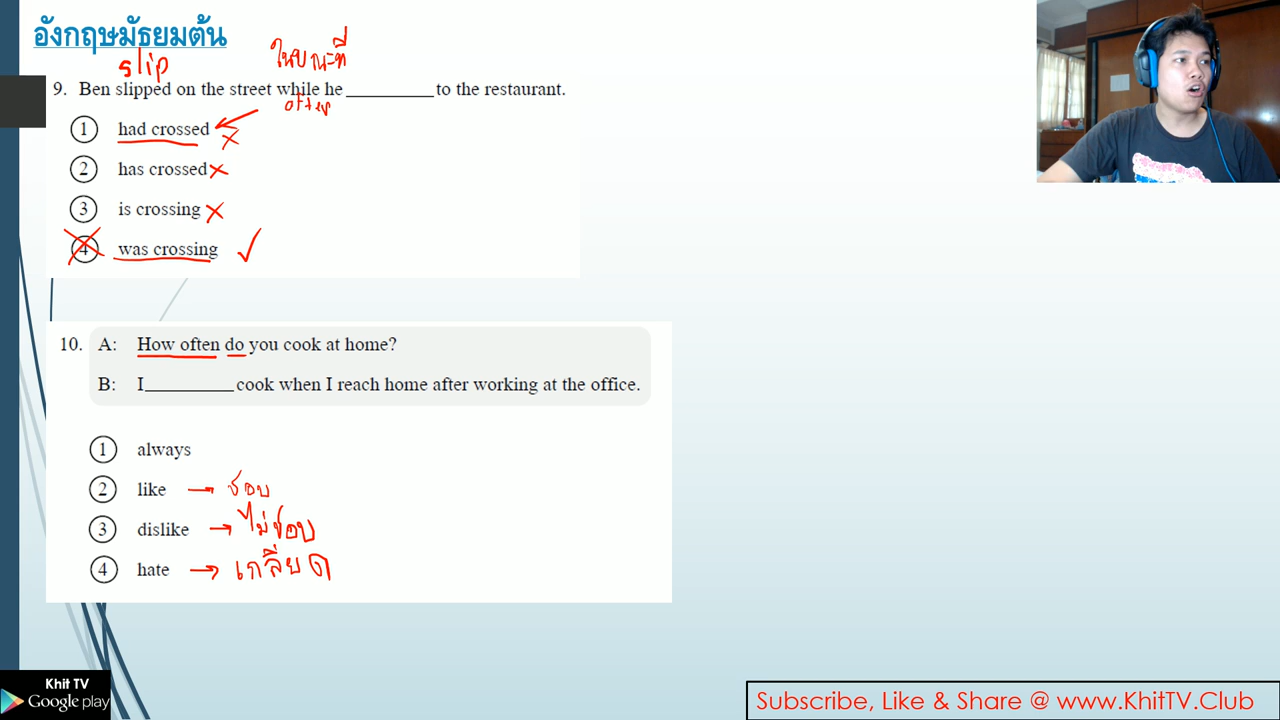 อังกฤษมัธยมต้น
slip ในขณะที่
9. Ben slipped on the street while he ________ to the restaurant.
after
1 had crossed ×
2 has crossed ×
3 is crossing ×
4 was crossing ✓
10. A: How often do you cook at home?
B: I ________ cook when I reach home after working at the office.
1 always
2 like → ชอบ
3 dislike → ไม่ชอบ
4 hate → เกลียด
Khit TV
Google play
Subscribe, Like & Share @ www.KhitTV.Club